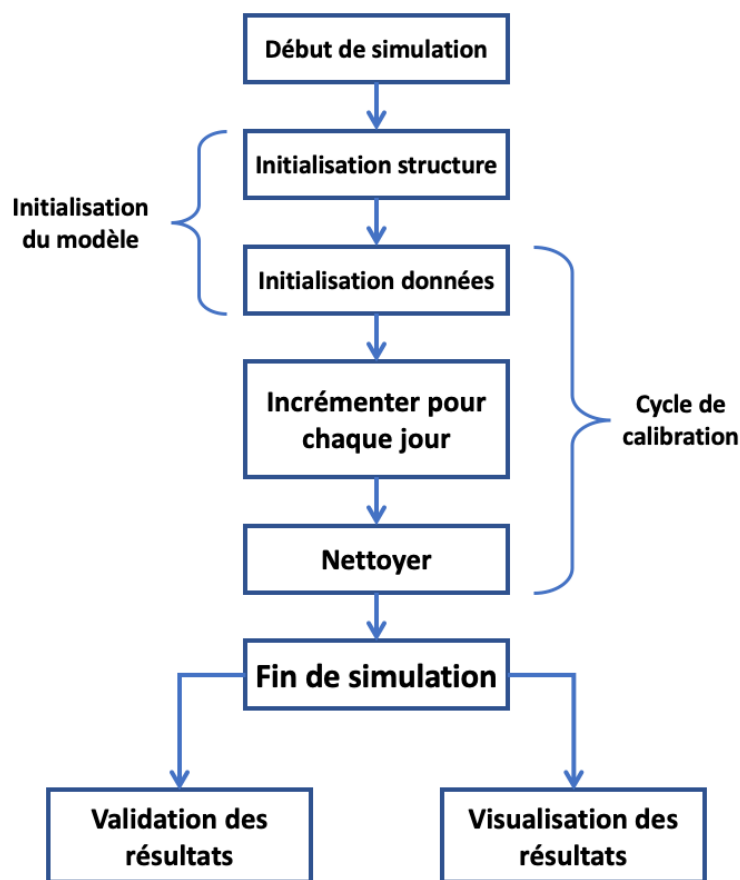 Début de simulation
Initialisation structure
Initialisation
du modèle
Initialisation données
Incrémenter pour
chaque jour
Cycle de
calibration
Nettoyer
Fin de simulation
Validation des
résultats
Visualisation des
résultats